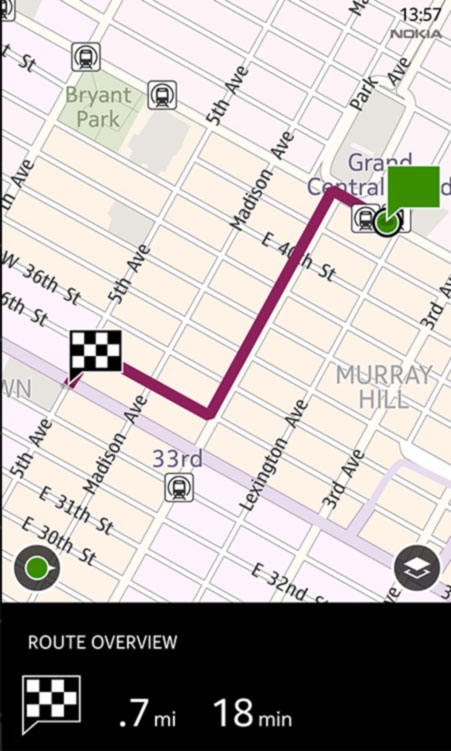 13:57
NOKIA
Park Ave
t St
Bryant
Park
5th Ave
Madison Ave
Grand
Central
E 40th St
W 36th St
5th Ave
3rd
6th St
MURRAY
HILL
WN
33rd
5th Ave
Madison Ave
Lexington Ave
3rd Ave
E 31th St
E 30th St
E 32nd St
ROUTE OVERVIEW
.7 mi 18 min